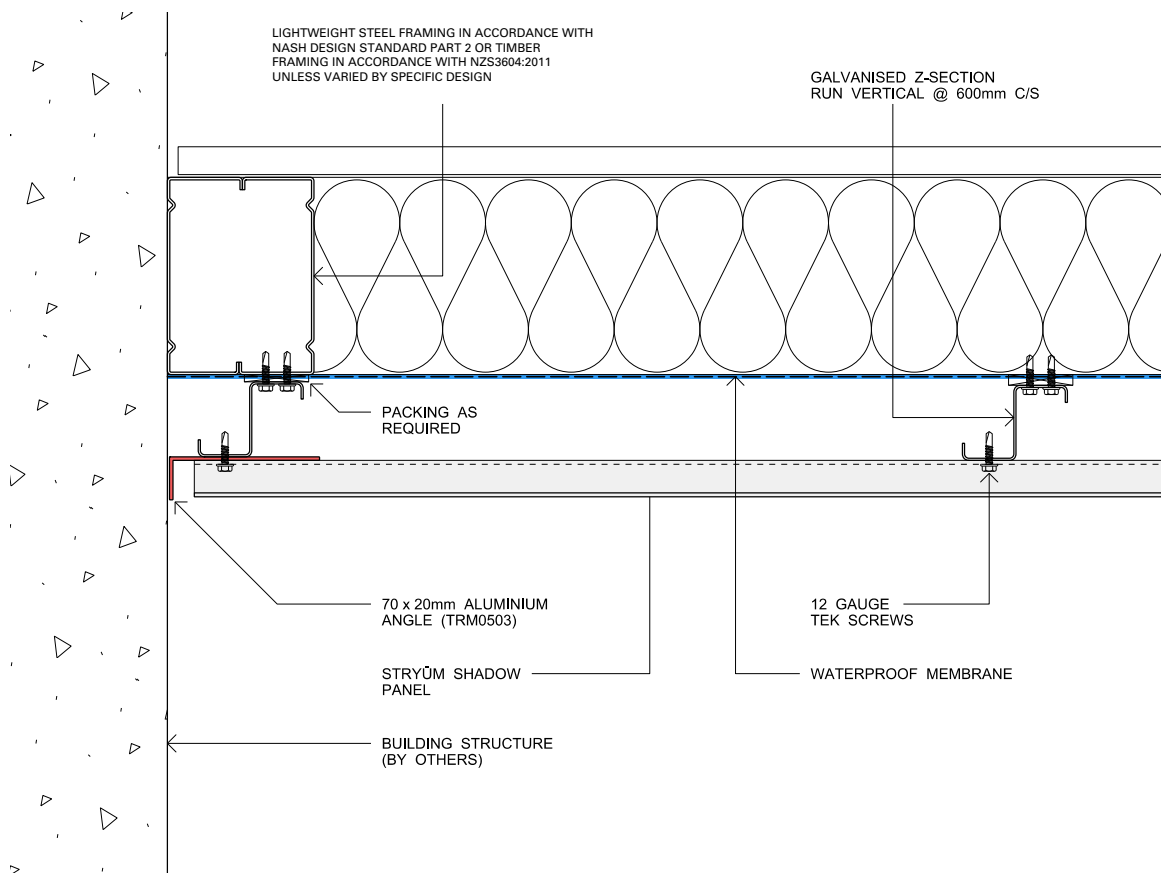 LIGHTWEIGHT STEEL FRAMING IN ACCORDANCE WITH
NASH DESIGN STANDARD PART 2 OR TIMBER
FRAMING IN ACCORDANCE WITH NZS3604:2011
UNLESS VARIED BY SPECIFIC DESIGN
GALVANISED Z-SECTION
RUN VERTICAL @ 600mm C/S
PACKING AS
REQUIRED
70 x 20mm ALUMINIUM
ANGLE (TRM0503)
12 GAUGE
TEK SCREWS
STRYŪM SHADOW
PANEL
WATERPROOF MEMBRANE
BUILDING STRUCTURE
(BY OTHERS)